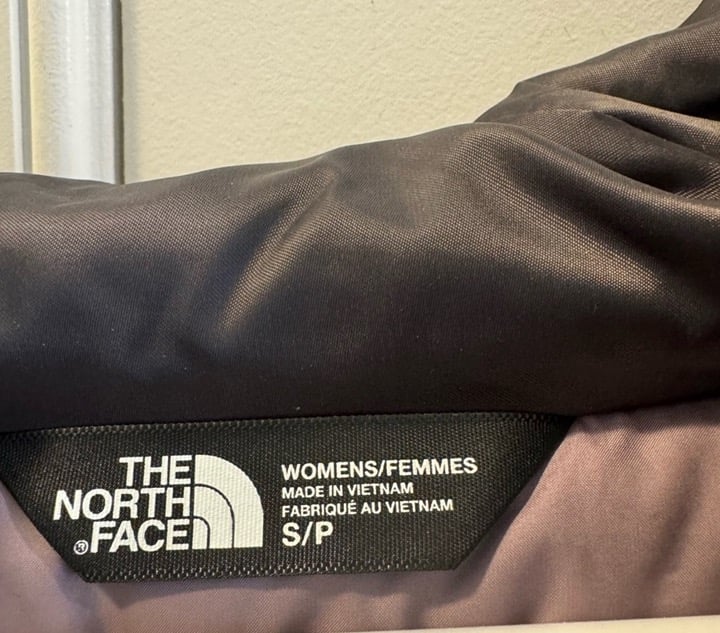 THE
NORTH
®FACE
WOMENS/FEMMES
MADE IN VIETNAM
FABRIQUÉ AU VIETNAM
S/P